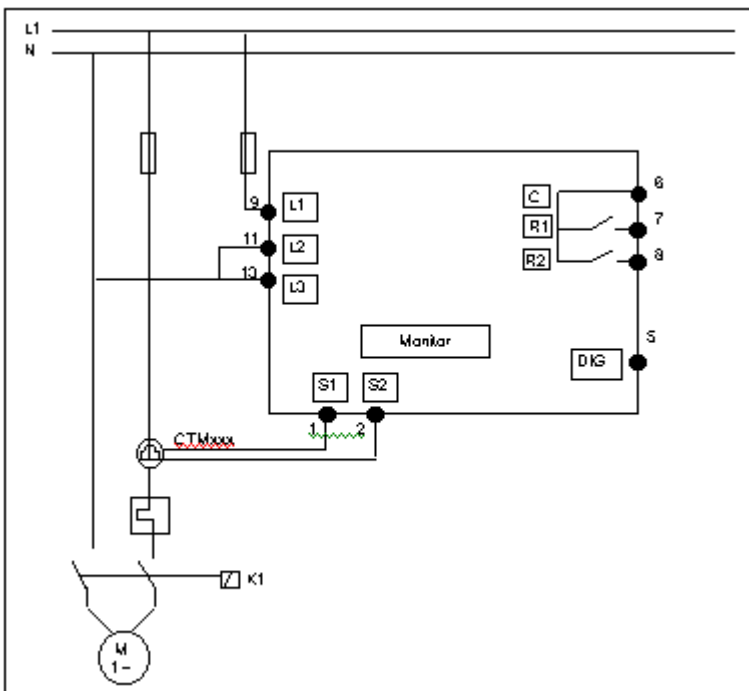 L1
N
9 L1
11 L2
13 L3
C 6
R1 7
R2 8
Monitor
DIG 5
S1 S2
1 2
CTMxxx
K1
M
1~